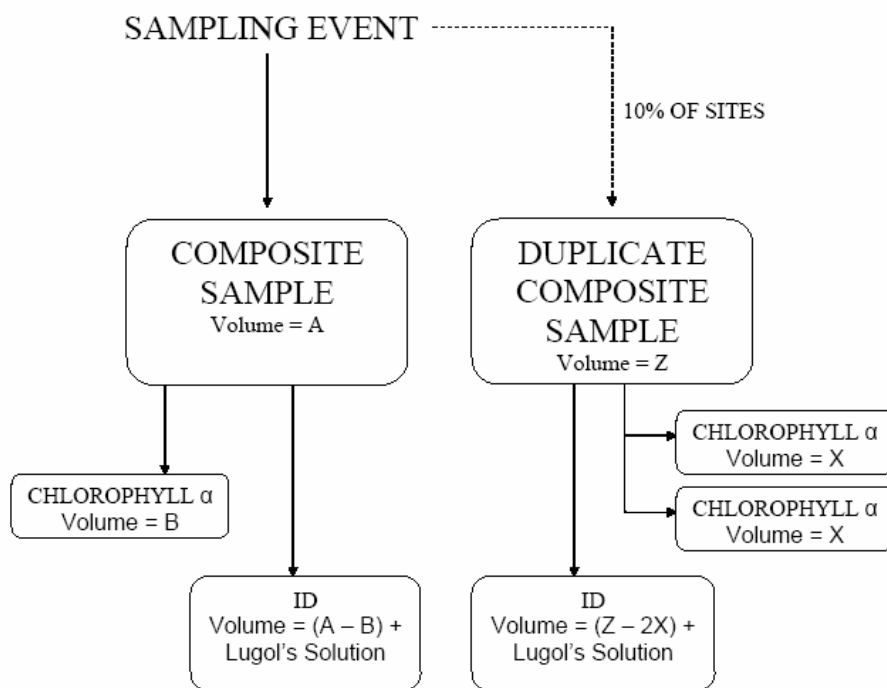 SAMPLING EVENT
10% OF SITES
COMPOSITE
SAMPLE
Volume = A
DUPLICATE
COMPOSITE
SAMPLE
Volume = Z
CHLOROPHYLL α
Volume = B
CHLOROPHYLL α
Volume = X
CHLOROPHYLL α
Volume = X
ID
Volume = (A – B) +
Lugol's Solution
ID
Volume = (Z – 2X) +
Lugol's Solution